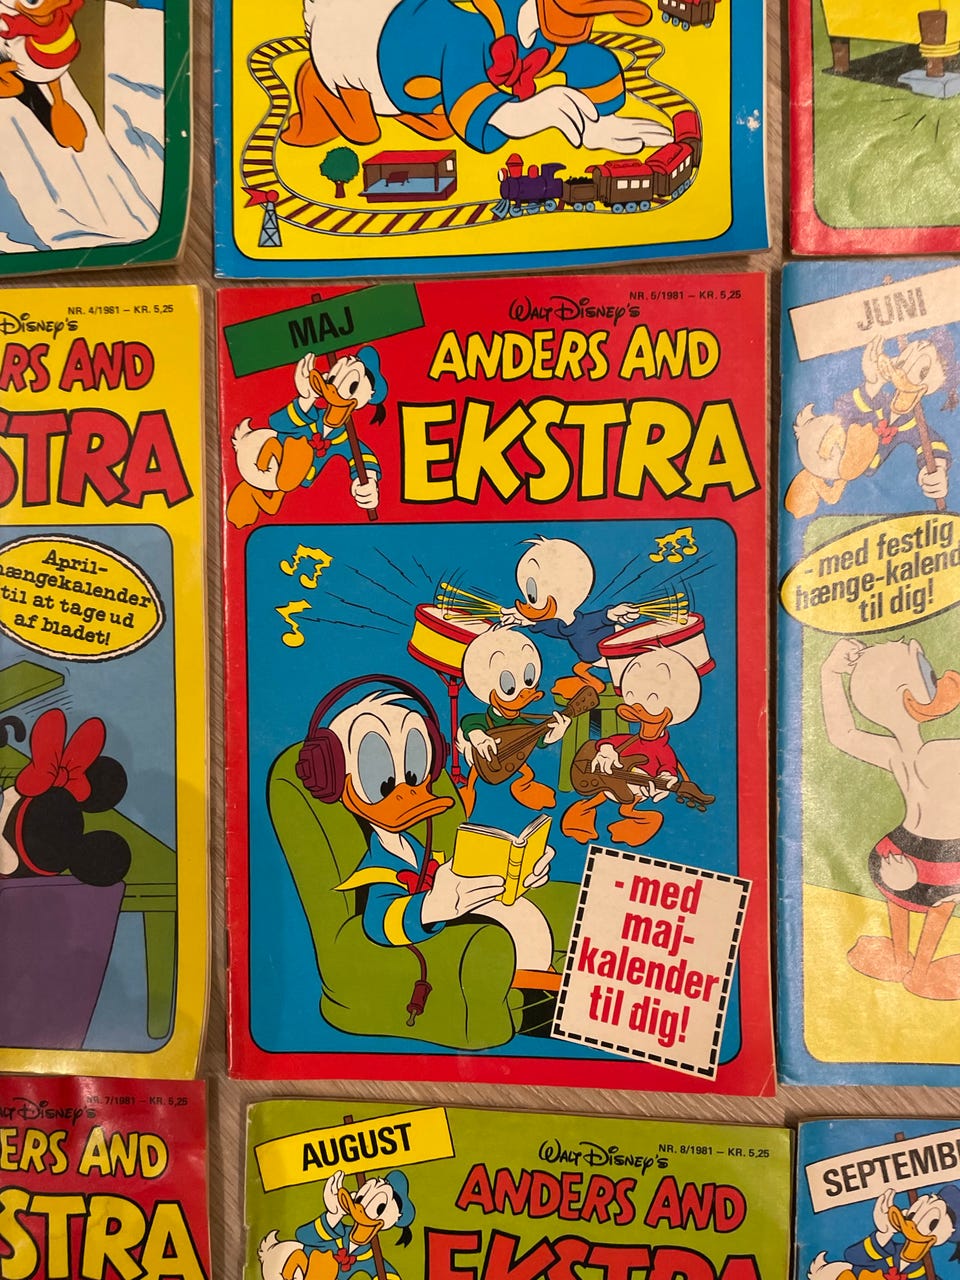 NR. 4/1981 – KR. 5,25
DISNEY'S
RS AND
STRA
April-
hængekalender
til at tage ud
af bladet!
MAJ
NR. 5/1981 – KR. 5,25
WALT DISNEY'S
ANDERS AND
EKSTRA
- med
maj-
kalender
til dig!
JUNI
- med festlig
hænge-kalend
til dig!
NR. 7/1981 – KR. 5,25
ALT DISNEY'S
ERS AND
STRA
AUGUST
NR. 8/1981 – KR. 5,25
WALT DISNEY'S
ANDERS AND
EKSTRA
SEPTEMB